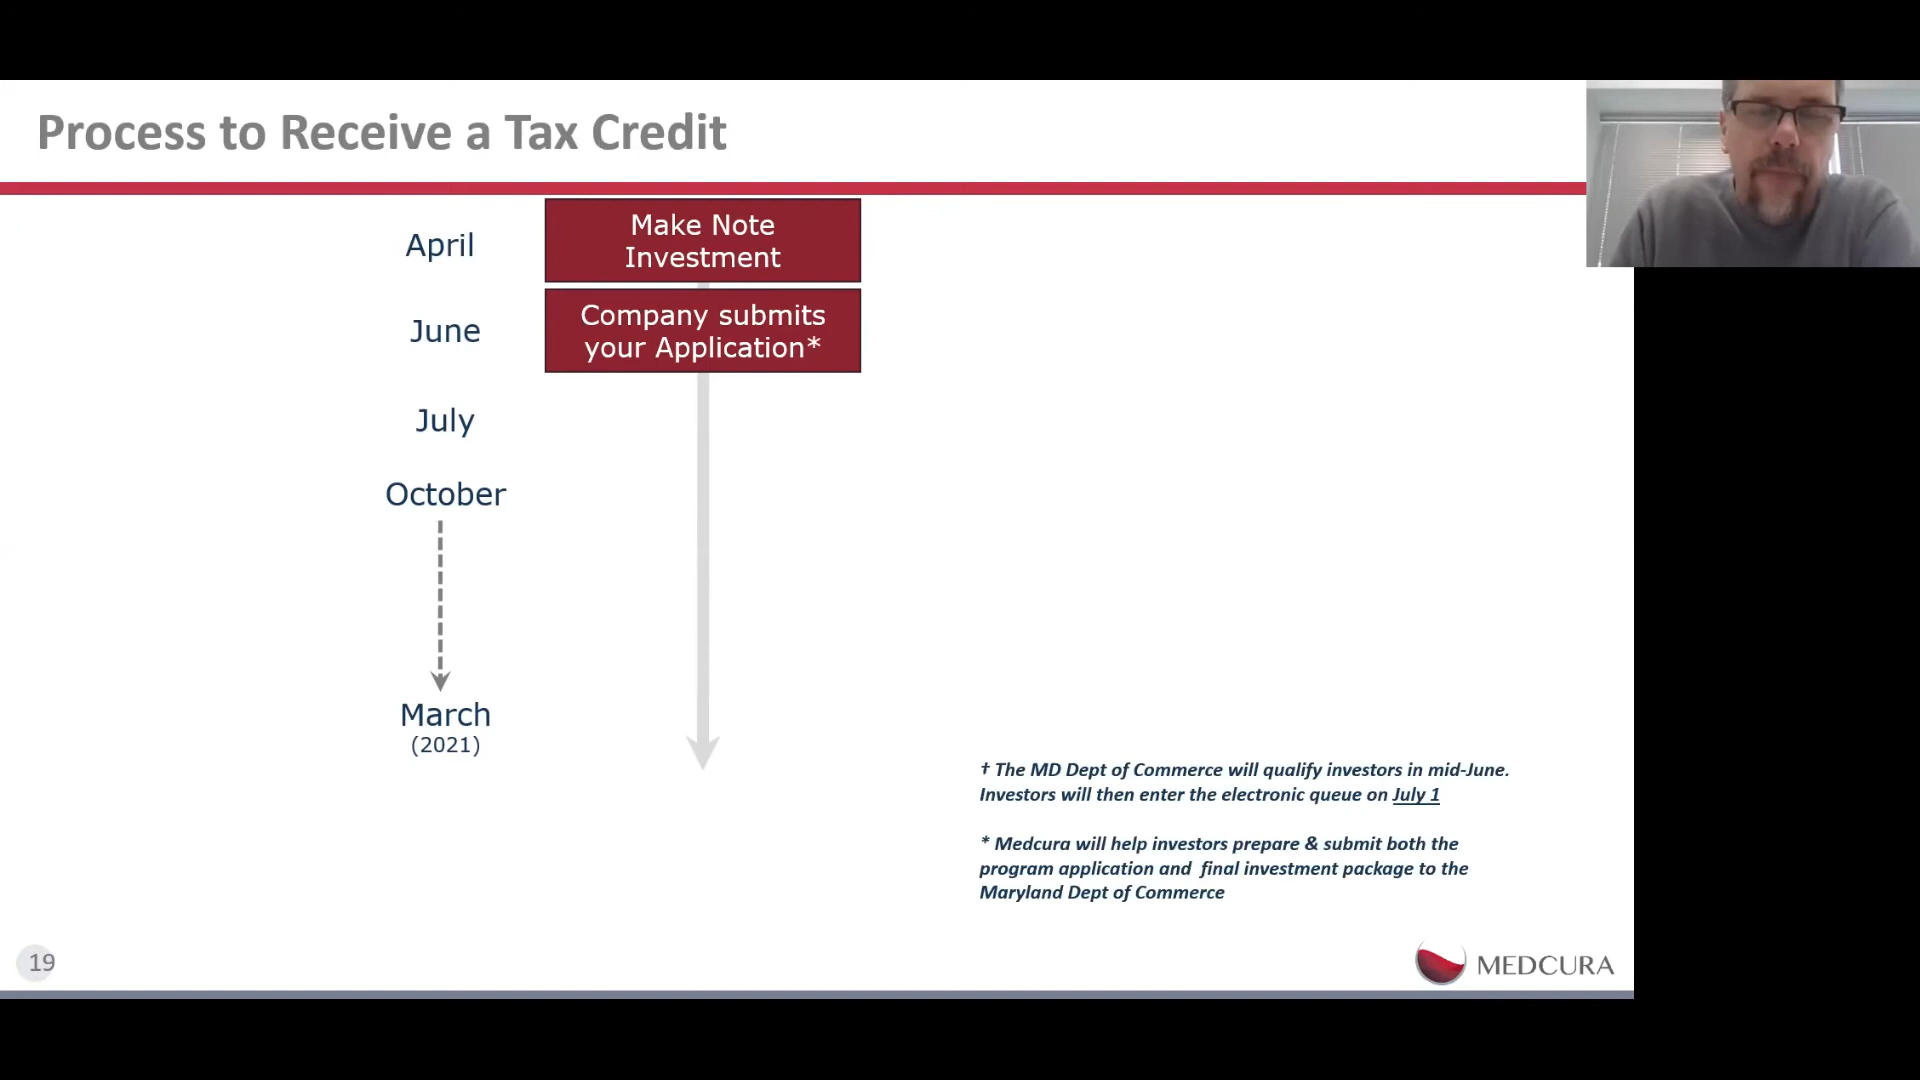 Process to Receive a Tax Credit
April
Make Note
Investment
June
Company submits
your Application*
July
October
March
(2021)
† The MD Dept of Commerce will qualify investors in mid-June.
Investors will then enter the electronic queue on July 1
* Medcura will help investors prepare & submit both the
program application and  final investment package to the
Maryland Dept of Commerce
19
MEDCURA